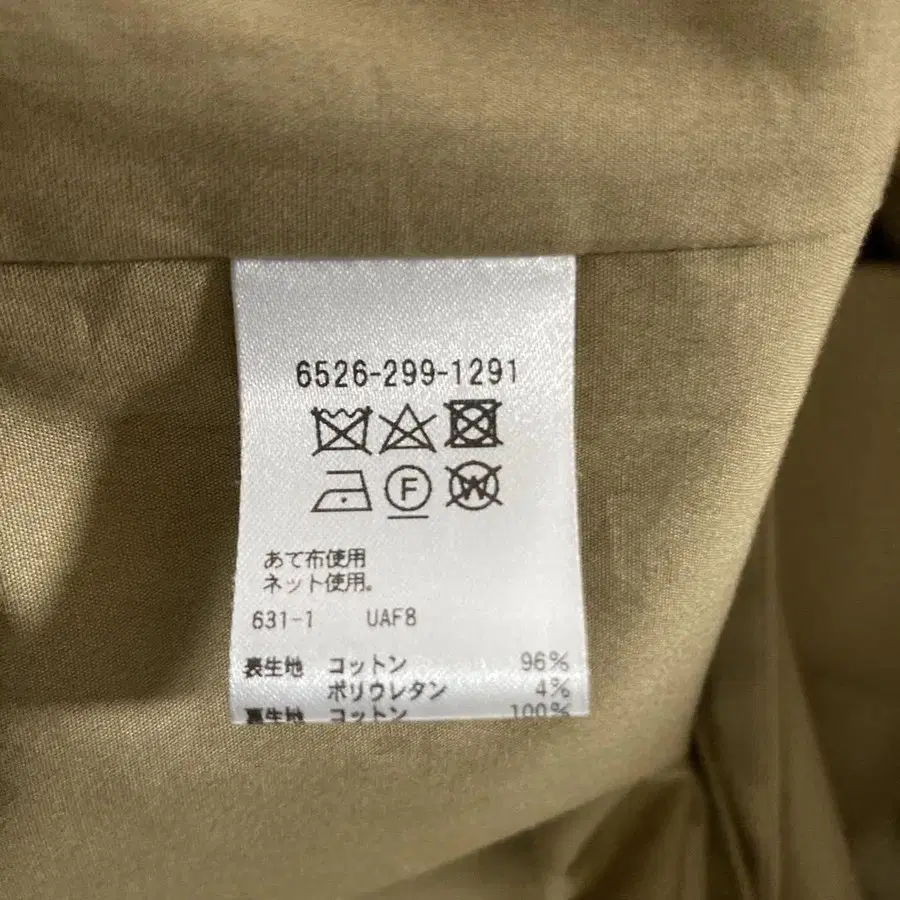 6526-299-1291
F
W
あて布使用
ネット使用。
631-1 UAF8
表生地 コットン 96%
ポリウレタン 4%
裏生地 コットン 100%